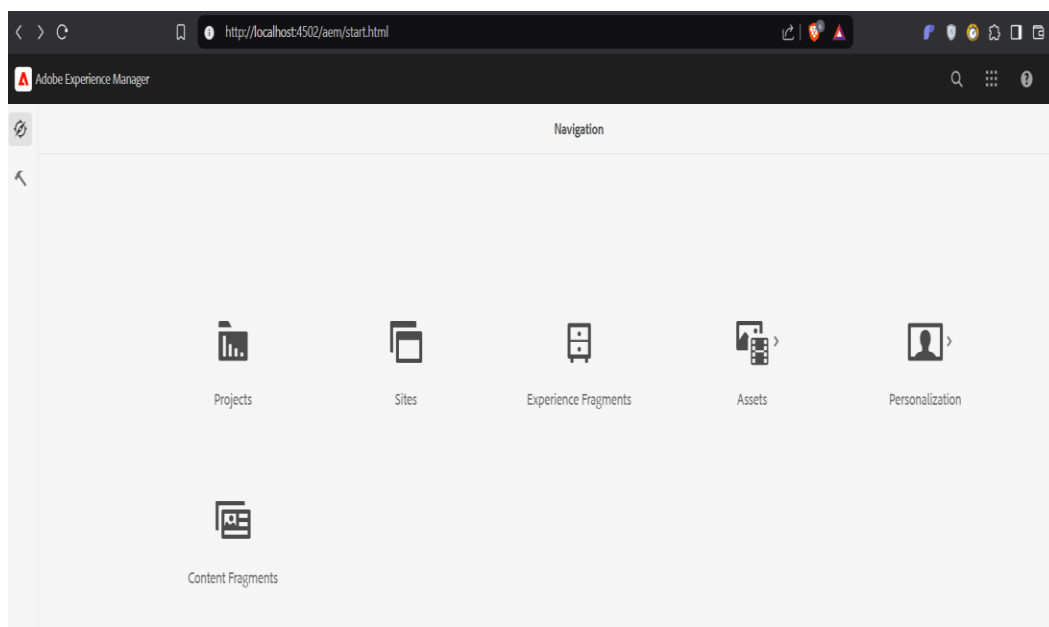 http://localhost:4502/aem/start.html
Adobe Experience Manager
Navigation
Projects
Sites
Experience Fragments
Assets
Personalization
Content Fragments